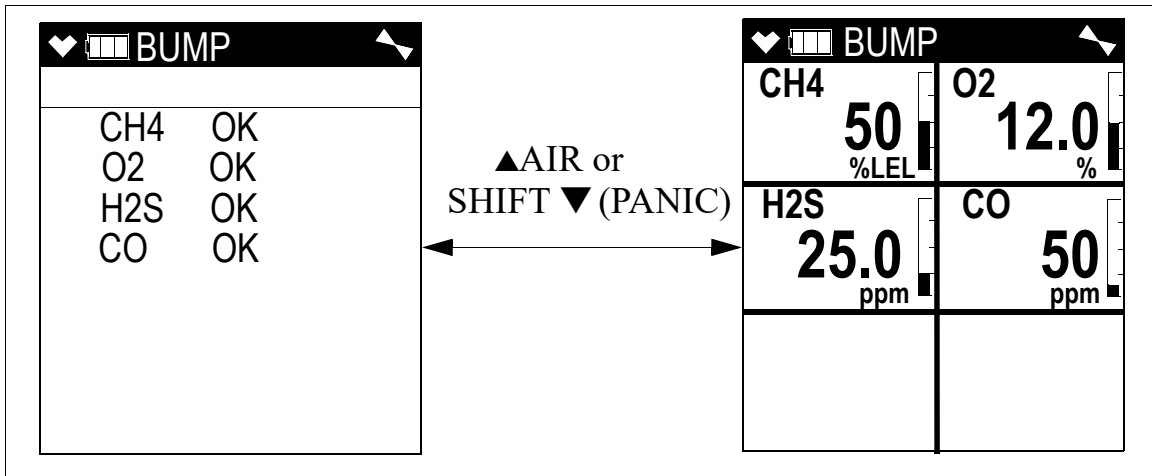 BUMP
CH4 OK
O2 OK
H2S OK
CO OK
▲AIR or
SHIFT ▼ (PANIC)
BUMP
CH4
50
%LEL
O2
12.0
%
H2S
25.0
ppm
CO
50
ppm